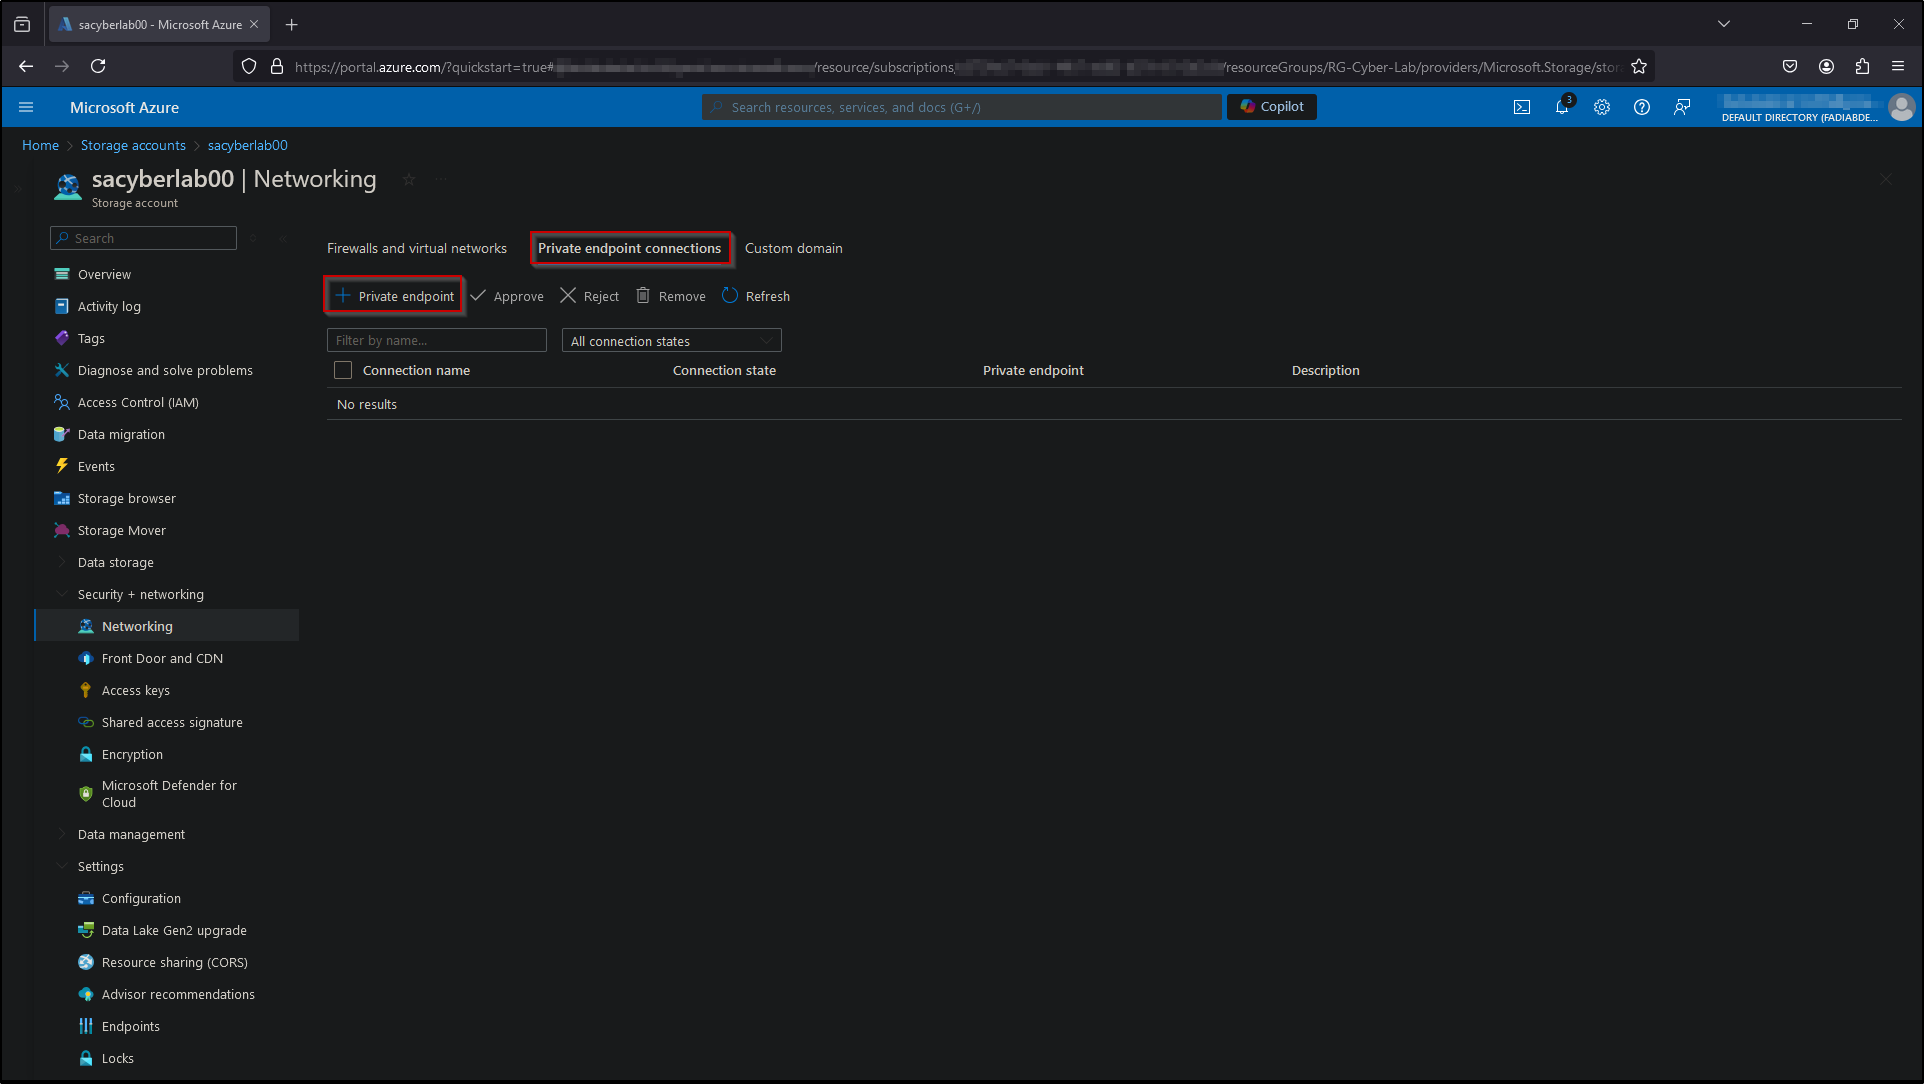 sacyberlab00 - Microsoft Azure
https://portal.azure.com/?quickstart=true# /resource/subscriptions /resourceGroups/RG-Cyber-Lab/providers/Microsoft.Storage/stor
Microsoft Azure
Search resources, services, and docs (G+/)
Copilot
3
DEFAULT DIRECTORY (FADIABDE...
Home > Storage accounts > sacyberlab00
sacyberlab00 | Networking
Storage account
Search
Firewalls and virtual networks
Private endpoint connections
Custom domain
Private endpoint
Approve
Reject
Remove
Refresh
Filter by name...
All connection states
Connection name
Connection state
Private endpoint
Description
No results
Overview
Activity log
Tags
Diagnose and solve problems
Access Control (IAM)
Data migration
Events
Storage browser
Storage Mover
Data storage
Security + networking
Networking
Front Door and CDN
Access keys
Shared access signature
Encryption
Microsoft Defender for
Cloud
Data management
Settings
Configuration
Data Lake Gen2 upgrade
Resource sharing (CORS)
Advisor recommendations
Endpoints
Locks